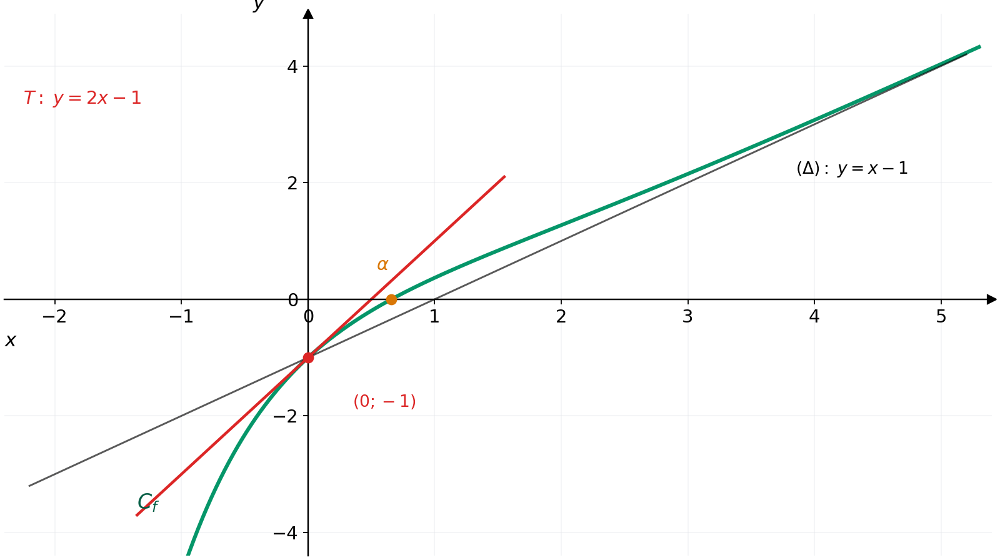 y
4
T : y = 2x − 1
(Δ) : y = x − 1
2
α
0
−2 −1 0 1 2 3 4 5
x
(0; −1)
−2
C_f
−4